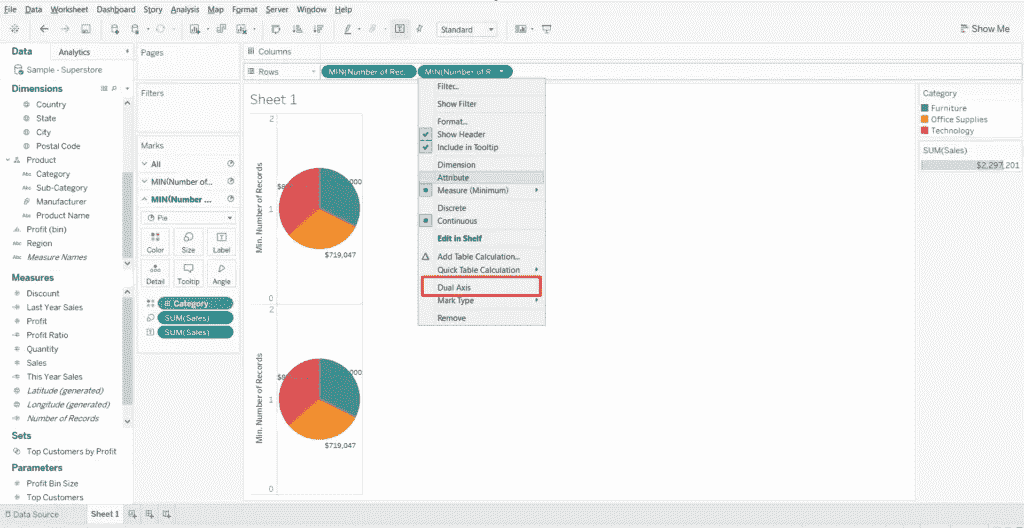 File Data Worksheet Dashboard Story Analysis Map Format Server Window Help
Standard
Show Me
Data Analytics
Sample - Superstore
Dimensions
Country
State
City
Postal Code
Product
Category
Sub-Category
Manufacturer
Product Name
Profit (bin)
Region
Measure Names
Measures
Discount
Last Year Sales
Profit
Profit Ratio
Quantity
Sales
This Year Sales
Latitude (generated)
Longitude (generated)
Number of Records
Sets
Top Customers by Profit
Parameters
Profit Bin Size
Top Customers
Pages
Filters
Marks
All
MIN(Number of...
MIN(Number ...
Pie
Color Size Label
Detail Tooltip Angle
Category
SUM(Sales)
SUM(Sales)
Columns
Rows MIN(Number of Rec.. MIN(Number of R..
Sheet 1
2
Min. Number of Records
1
$719,047
0
2
Min. Number of Records
1
$719,047
0
Filter...
Show Filter
Format...
Show Header
Include in Tooltip
Dimension
Attribute
Measure (Minimum)
Discrete
Continuous
Edit in Shelf
Add Table Calculation...
Quick Table Calculation
Dual Axis
Mark Type
Remove
Category
Furniture
Office Supplies
Technology
SUM(Sales)
$2,297,201
Data Source Sheet 1